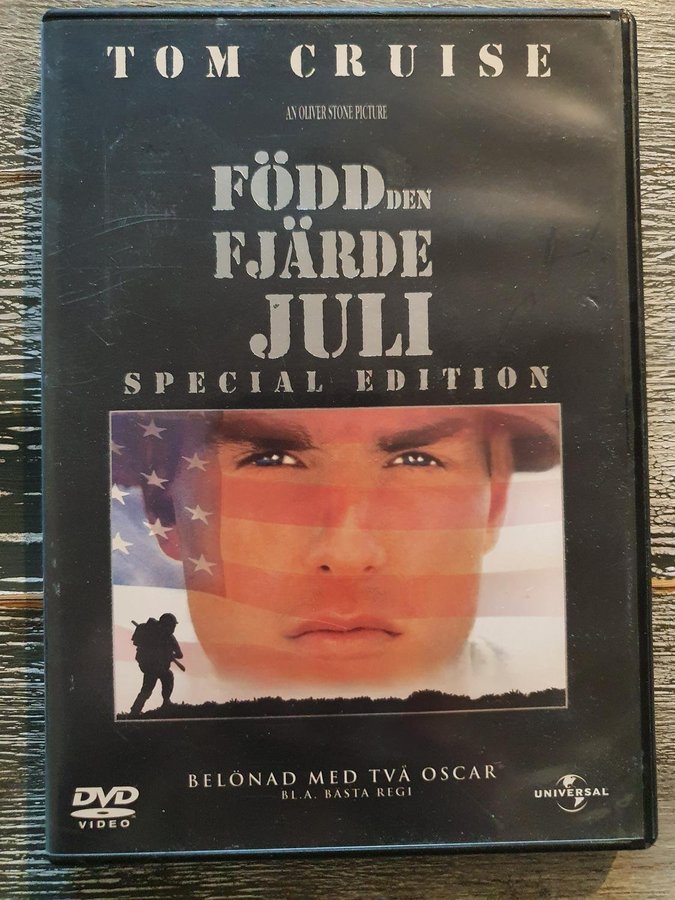 TOM CRUISE
AN OLIVER STONE PICTURE
FÖDD DEN
FJÄRDE
JULI
SPECIAL EDITION
BELÖNAD MED TVÅ OSCAR
BL.A. BÄSTA REGI
DVD
VIDEO
UNIVERSAL